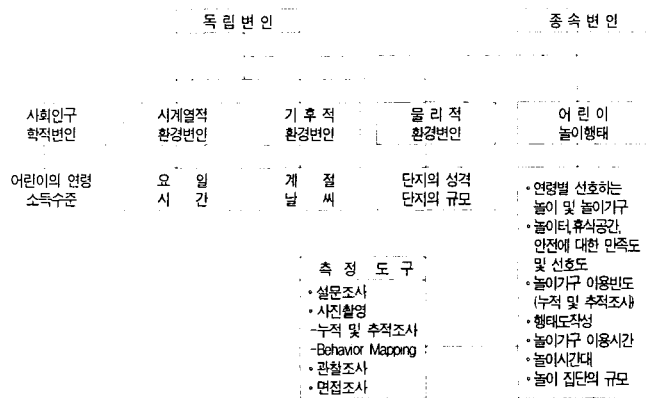 독 립 변 인
종 속 변 인
사회인구
학적변인
시계열적
환경변인
기 후 적
환경변인
물 리 적
환경변인
어 린 이
놀이행태
어린이의 연령
소득수준
요 일
시 간
계 절
날 씨
단지의 성격
단지의 규모
◦연령별 선호하는
놀이 및 놀이기구
◦놀이터,휴식공간,
안전에 대한 만족도
및 선호도
◦놀이기구 이용빈도
(누적 및 추적조사)
◦행태도작성
◦놀이기구 이용시간
◦놀이시간대
◦놀이 집단의 규모
측 정 도 구
◦설문조사
◦사진촬영
-누적 및 추적조사
-Behavior Mapping
◦관찰조사
◦면접조사